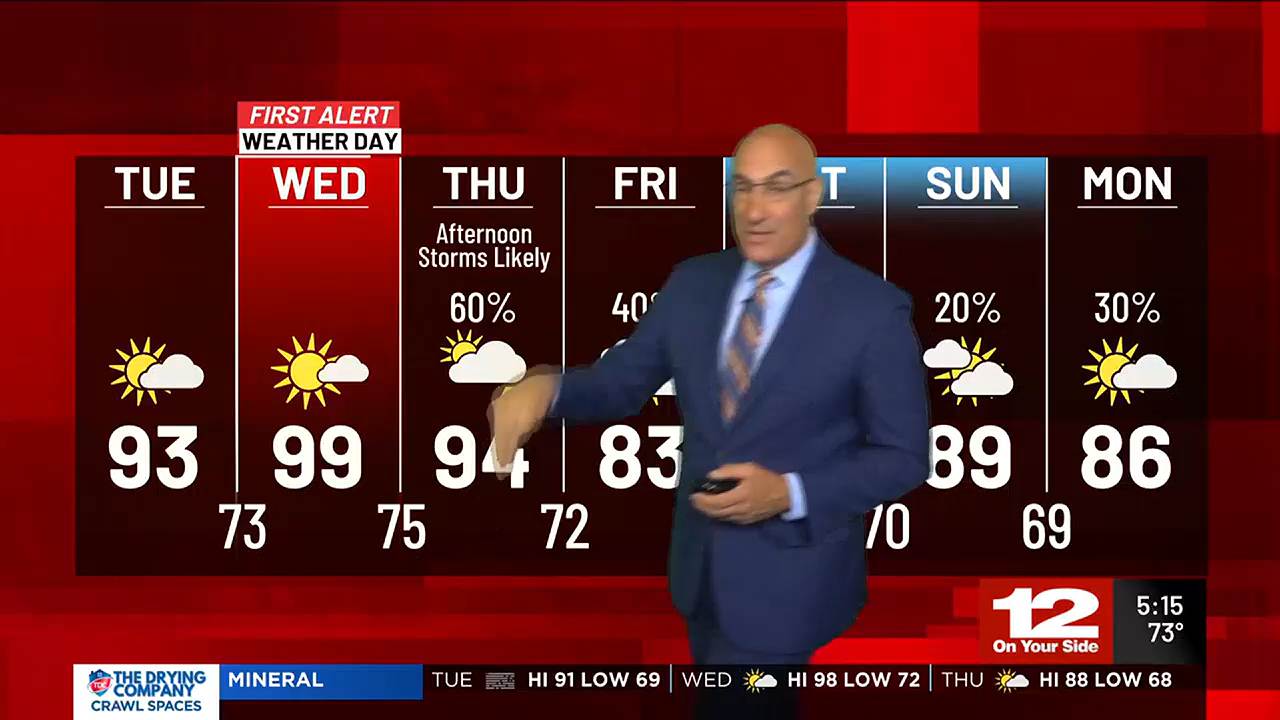 FIRST ALERT
WEATHER DAY
TUE WED THU FRI T SUN MON
Afternoon
Storms Likely
60% 40 20% 30%
93 99 94 83 89 86
73 75 72 70 69
12
On Your Side
5:15
73°
THE DRYING
COMPANY
CRAWL SPACES
MINERAL TUE HI 91 LOW 69 WED HI 98 LOW 72 THU HI 88 LOW 68